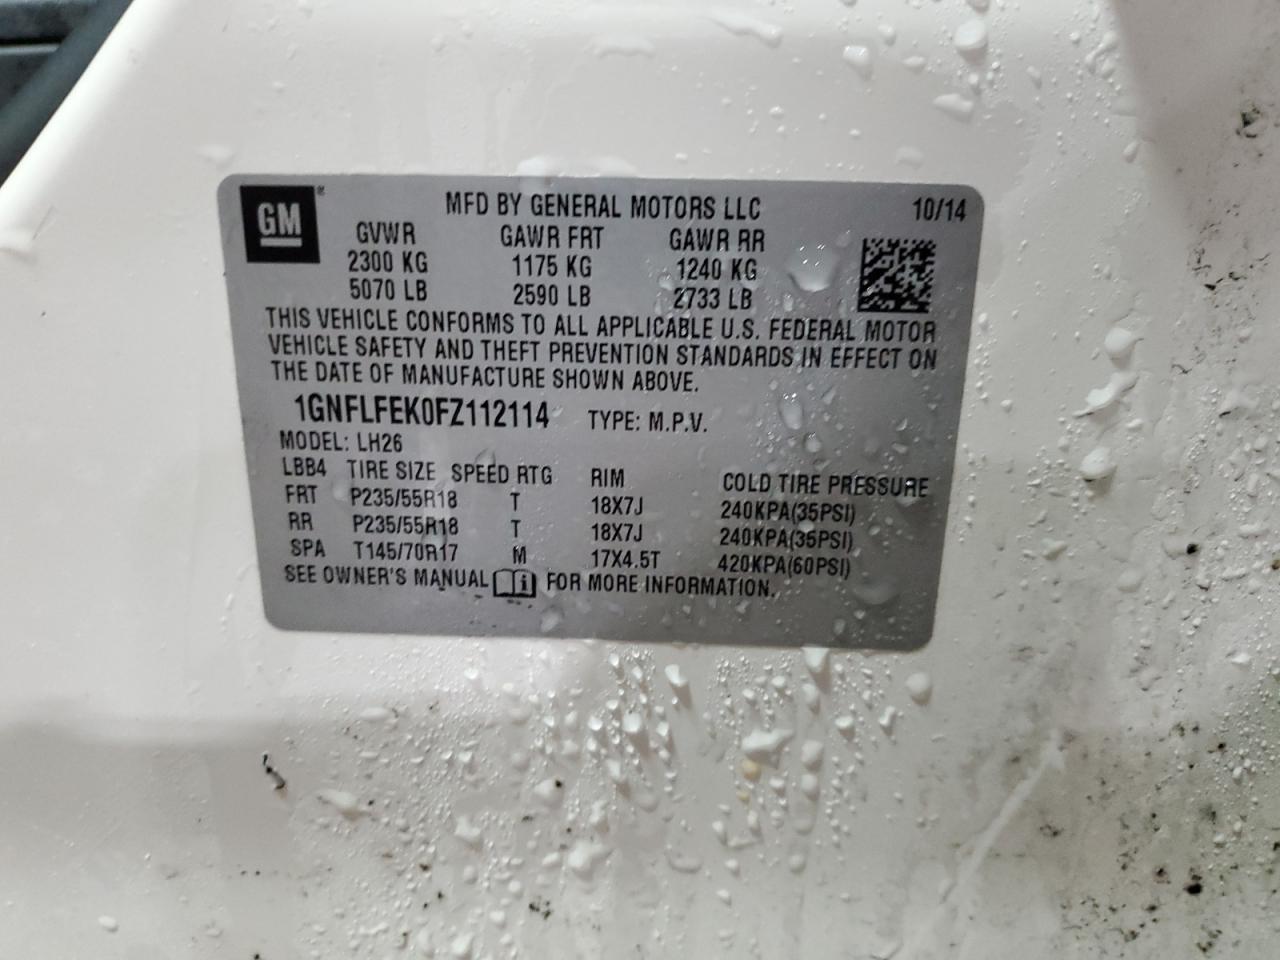 GM ®
MFD BY GENERAL MOTORS LLC 10/14
GVWR GAWR FRT GAWR RR
2300 KG 1175 KG 1240 KG
5070 LB 2590 LB 2733 LB
THIS VEHICLE CONFORMS TO ALL APPLICABLE U.S. FEDERAL MOTOR
VEHICLE SAFETY AND THEFT PREVENTION STANDARDS IN EFFECT ON
THE DATE OF MANUFACTURE SHOWN ABOVE.
1GNFLFEK0FZ112114 TYPE: M.P.V.
MODEL: LH26
LBB4 TIRE SIZE SPEED RTG RIM COLD TIRE PRESSURE
FRT P235/55R18 T 18X7J 240KPA(35PSI)
RR P235/55R18 T 18X7J 240KPA(35PSI)
SPA T145/70R17 M 17X4.5T 420KPA(60PSI)
SEE OWNER'S MANUAL i FOR MORE INFORMATION.